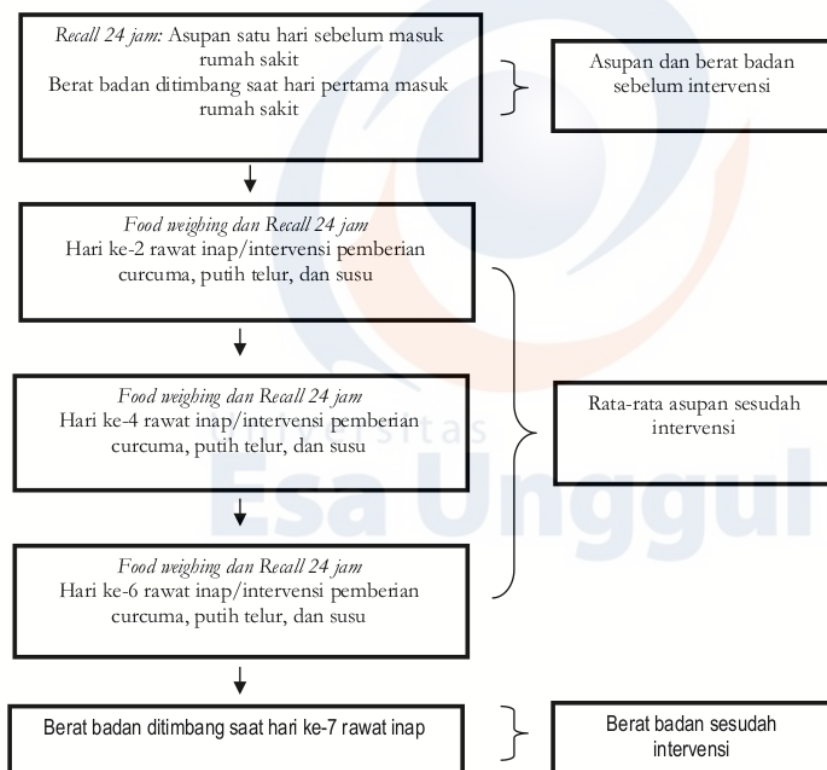 Recall 24 jam: Asupan satu hari sebelum masuk
rumah sakit
Berat badan ditimbang saat hari pertama masuk
rumah sakit
Asupan dan berat badan
sebelum intervensi
Food weighing dan Recall 24 jam
Hari ke-2 rawat inap/intervensi pemberian
curcuma, putih telur, dan susu
Food weighing dan Recall 24 jam
Hari ke-4 rawat inap/intervensi pemberian
curcuma, putih telur, dan susu
Rata-rata asupan sesudah
intervensi
Universitas
Esa Unggul
Food weighing dan Recall 24 jam
Hari ke-6 rawat inap/intervensi pemberian
curcuma, putih telur, dan susu
Berat badan ditimbang saat hari ke-7 rawat inap
Berat badan sesudah
intervensi